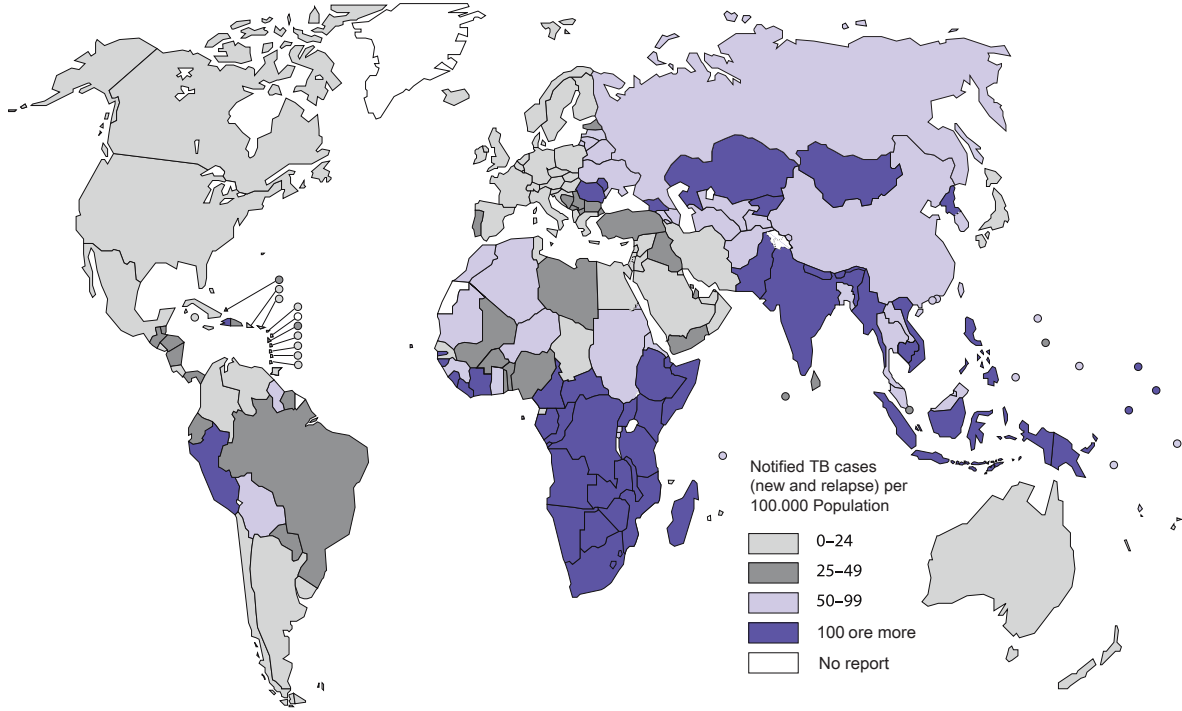 Notified TB cases
(new and relapse) per
100.000 Population
0–24
25–49
50–99
100 ore more
No report